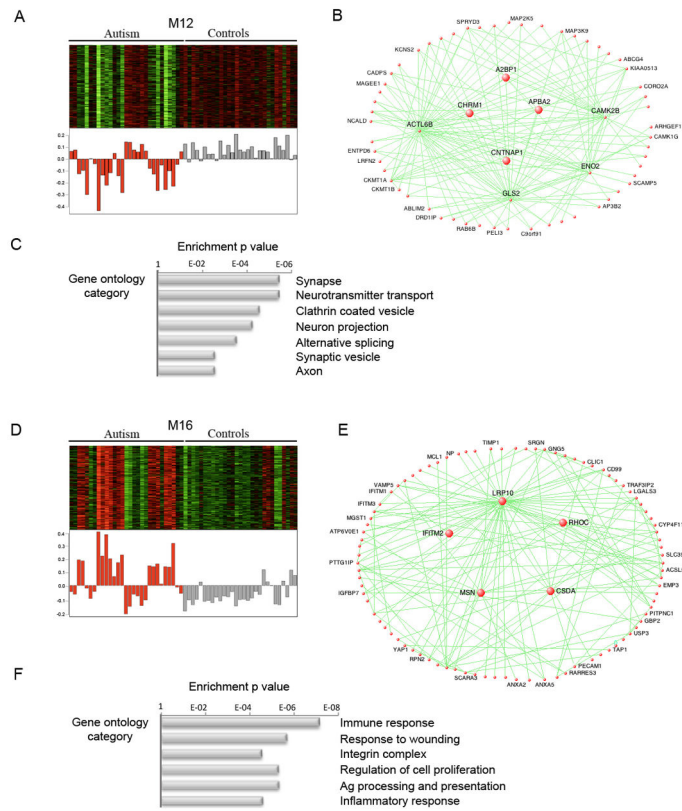 A
M12
Autism
Controls
0.2
0.1
0.0
-0.1
-0.2
-0.3
-0.4
B
SPRYD3
MAP2K5
MAP3K9
KCNS2
ABCG4
KIAA0513
CADPS
A2BP1
MAGEE1
CORO2A
CHRM1
APBA2
CAMK2B
NCALD
ACTL6B
ARHGEF1
CAMK1G
ENTPD6
CNTNAP1
LRFN2
ENO2
CKMT1A
SCAMP5
CKMT1B
GLS2
ABLIM2
AP3B2
DRD1IP
RAB6B
PELI3
C9orf91
C
Enrichment p value
1
E-02
E-04
E-06
Gene ontology
category
Synapse
Neurotransmitter transport
Clathrin coated vesicle
Neuron projection
Alternative splicing
Synaptic vesicle
Axon
D
M16
Autism
Controls
0.4
0.3
0.2
0.1
0.0
-0.1
-0.2
E
TIMP1
SRGN
GNG5
NP
MCL1
CLIC1
CD99
VAMP5
TRAF3IP2
IFITM1
LGALS3
LRP10
IFITM3
MGST1
RHOC
CYP4F11
ATP6V0E1
IFITM2
SLC39
PTTG1IP
ACSL5
EMP3
IGFBP7
MSN
CSDA
PITPNC1
GBP2
USP3
YAP1
TAP1
RPN2
PECAM1
SCARA3
RARRES3
ANXA2
ANXA5
F
Enrichment p value
1
E-02
E-04
E-06
E-08
Gene ontology
category
Immune response
Response to wounding
Integrin complex
Regulation of cell proliferation
Ag processing and presentation
Inflammatory response